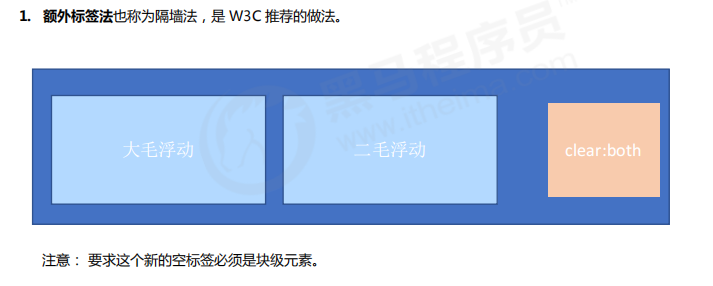 1. 额外标签法也称为隔墙法，是 W3C 推荐的做法。
黑马程序员
www.itheima.com
大毛浮动
二毛浮动
clear:both
注意： 要求这个新的空标签必须是块级元素。